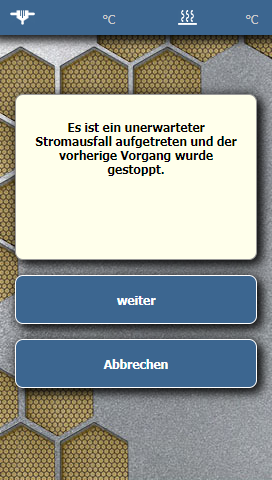 °C °C
Es ist ein unerwarteter
Stromausfall aufgetreten und der
vorherige Vorgang wurde
gestoppt.
weiter
Abbrechen